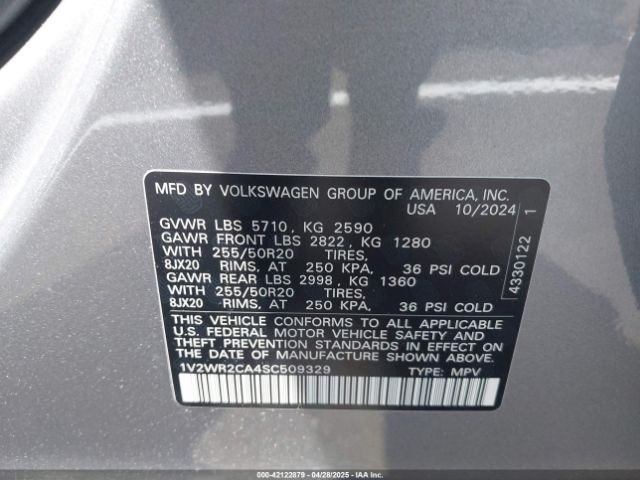 MFD BY VOLKSWAGEN GROUP OF AMERICA, INC.
USA 10/2024
GVWR LBS 5710, KG 2590
GAWR FRONT LBS 2822, KG 1280
WITH 255/50R20 TIRES,
8JX20 RIMS, AT 250 KPA, 36 PSI COLD
GAWR REAR LBS 2998, KG 1360
WITH 255/50R20 TIRES,
8JX20 RIMS, AT 250 KPA, 36 PSI COLD
THIS VEHICLE CONFORMS TO ALL APPLICABLE
U.S. FEDERAL MOTOR VEHICLE SAFETY AND
THEFT PREVENTION STANDARDS IN EFFECT ON
THE DATE OF MANUFACTURE SHOWN ABOVE.
1V2WR2CA4SC509329 TYPE: MPV
4330122 1
000-42122879 - 04/28/2025 - IAA Inc.